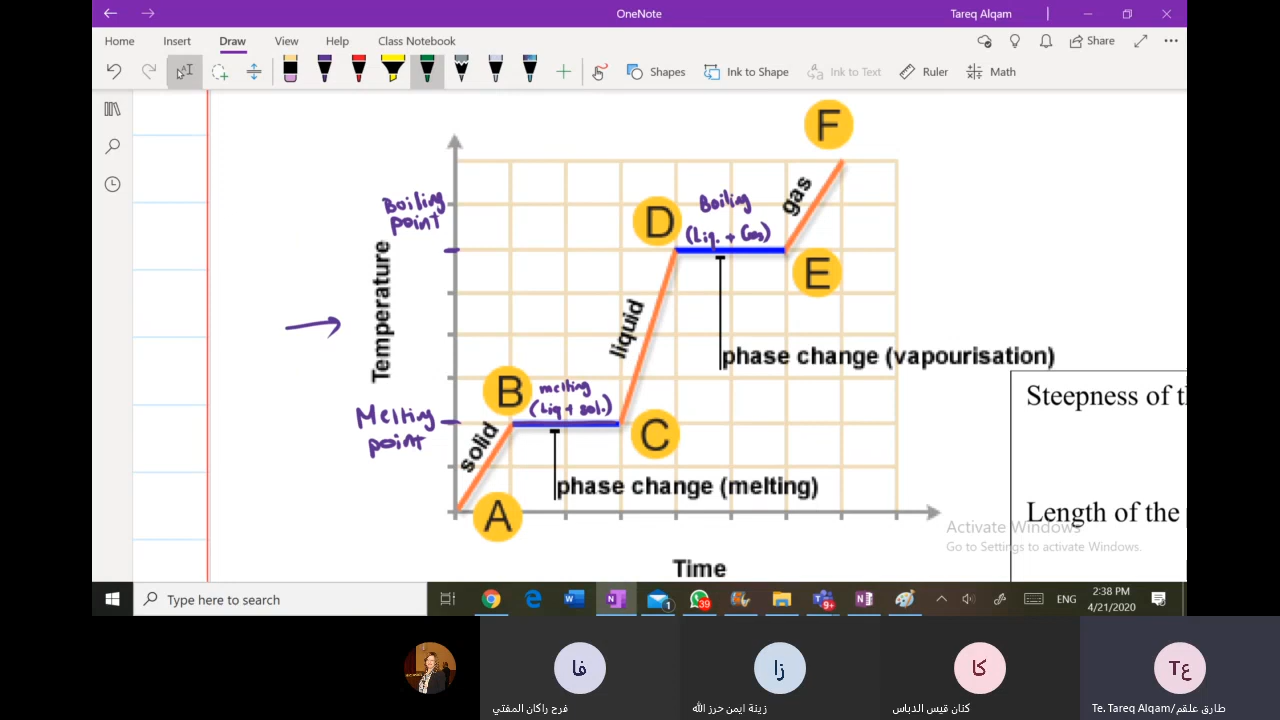 OneNote
Tareq Alqam
Home Insert Draw View Help Class Notebook
Share
Shapes
Ink to Shape
Ink to Text
Ruler
Math
F
Boiling
point
D
Boiling
(Liq. + Gas)
gas
E
Temperature
liquid
phase change (vapourisation)
Steepness of t
B
melting
(Liq + sol.)
Melting
point
C
solid
phase change (melting)
A
Length of the
Activate Windows
Go to Settings to activate Windows.
Time
Type here to search
1
39
9+
ENG
2:38 PM
4/21/2020
فا
زا
كا
طع
فرح راكان المفتي
زينة ايمن حرز الله
كنان قيس الدباس
Te. Tareq Alqam/طارق علقم